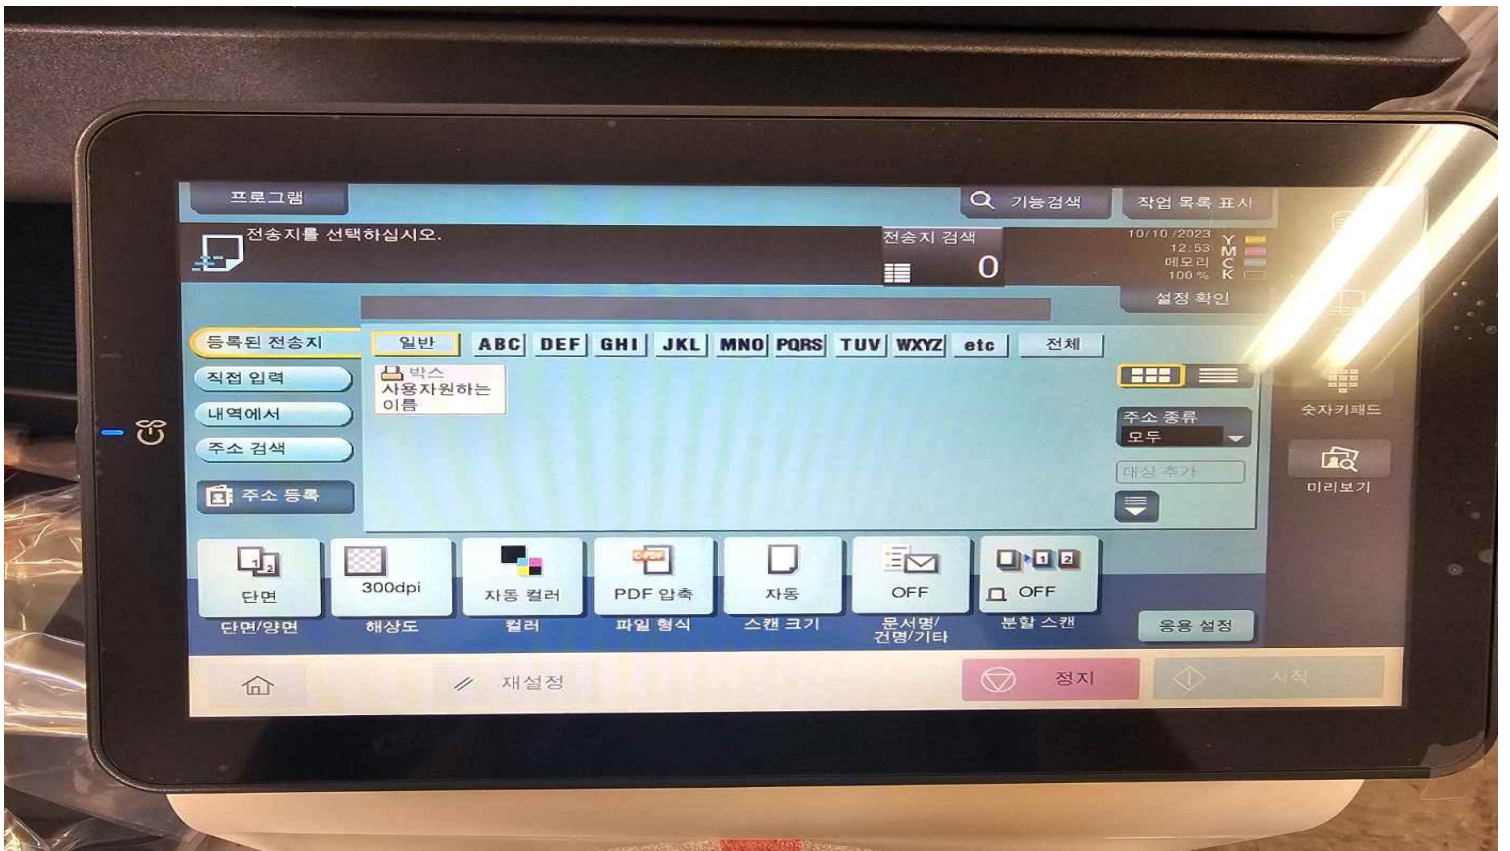 프로그램
기능검색
작업 목록 표시
전송지를 선택하십시오.
전송지 검색
0
10/10 /2023
12:53
메모리
100 %
Y
M
C
K
설정 확인
등록된 전송지
일반
ABC
DEF
GHI
JKL
MNO
PQRS
TUV
WXYZ
etc
전체
직접 입력
박스
사용자원하는
이름
내역에서
주소 종류
모두
숫자키패드
주소 검색
대상 추가
미리보기
주소 등록
1
2
C-PDF
1
2
단면
300dpi
자동 컬러
PDF 압축
자동
OFF
OFF
단면/양면
해상도
컬러
파일 형식
스캔 크기
문서명/
건명/기타
분할 스캔
응용 설정
재설정
정지
시작